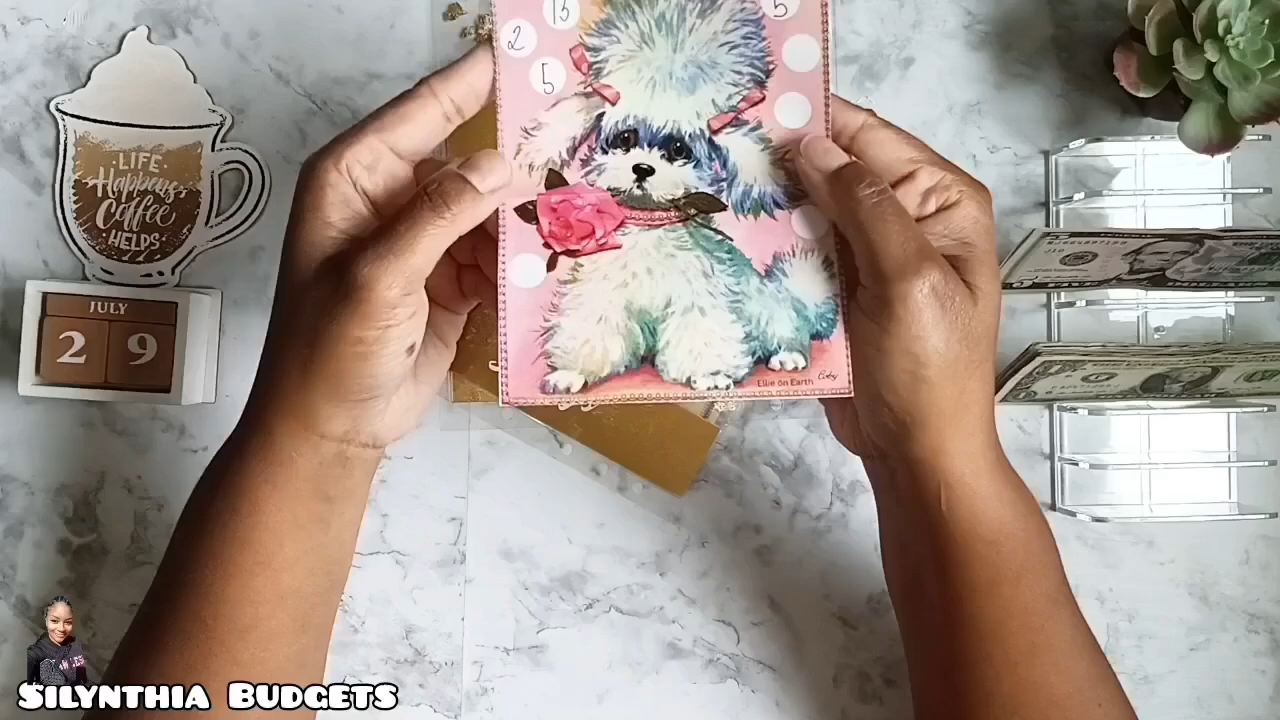 13
5
2
5
LIFE
Happens,
Coffee
HELPS
JULY
2 9
Ellie on Earth
SILYNTHIA BUDGETS